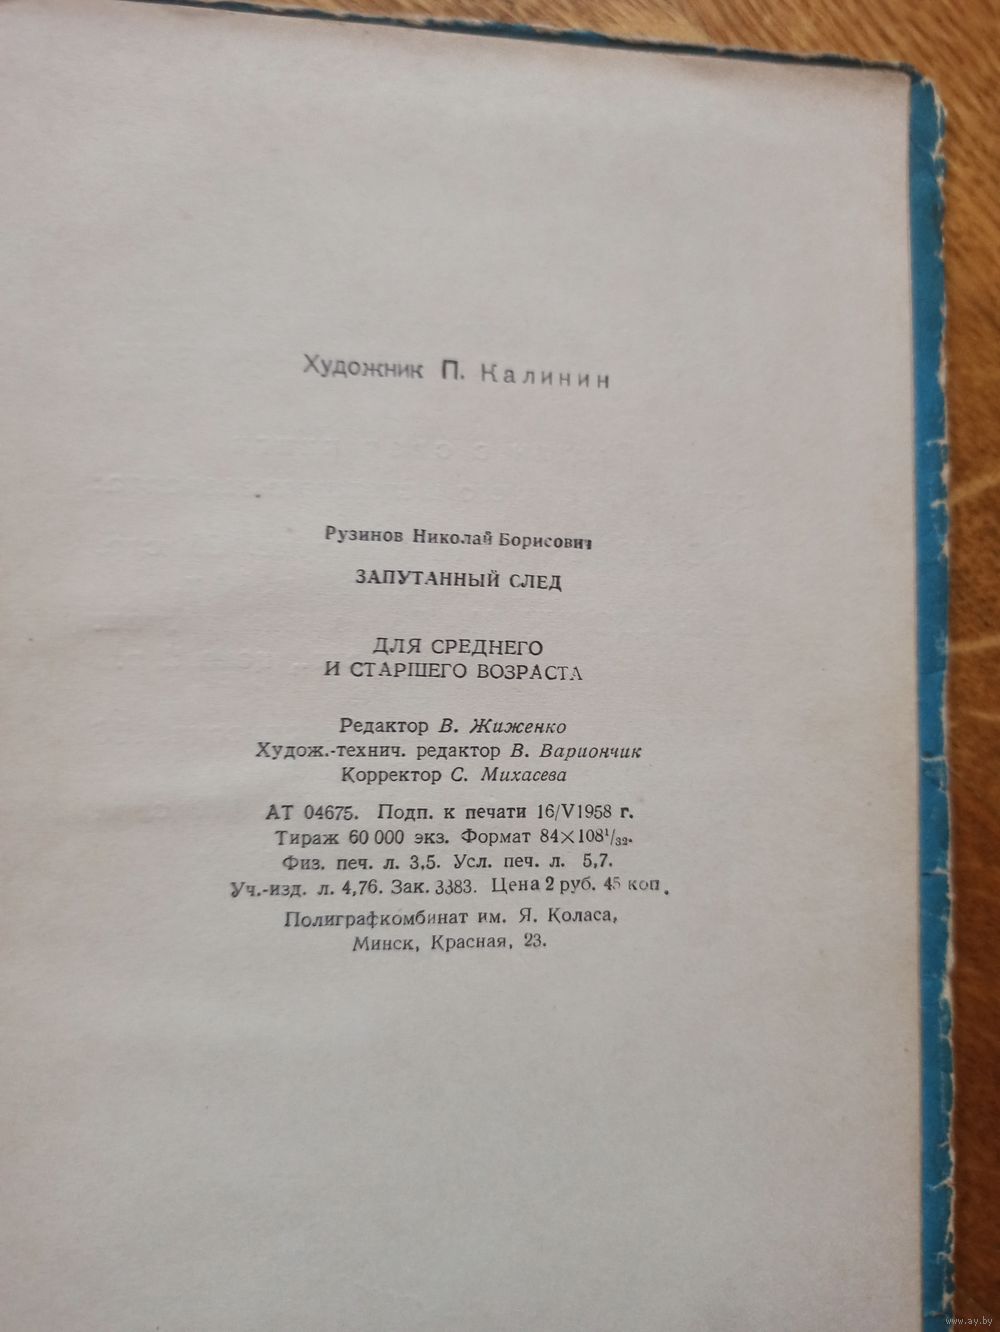 Художник П. Калинин
Рузинов Николай Борисович
ЗАПУТАННЫЙ СЛЕД
ДЛЯ СРЕДНЕГО
И СТАРШЕГО ВОЗРАСТА
Редактор В. Жиженко
Худож.-технич. редактор В. Вариончик
Корректор С. Михасева
АТ 04675. Подп. к печати 16/V1958 г.
Тираж 60 000 экз. Формат 84×108¹/₃₂.
Физ. печ. л. 3,5. Усл. печ. л. 5,7.
Уч.-изд. л. 4,76. Зак. 3383. Цена 2 руб. 45 коп.
Полиграфкомбинат им. Я. Коласа,
Минск, Красная, 23.
www.ay.by